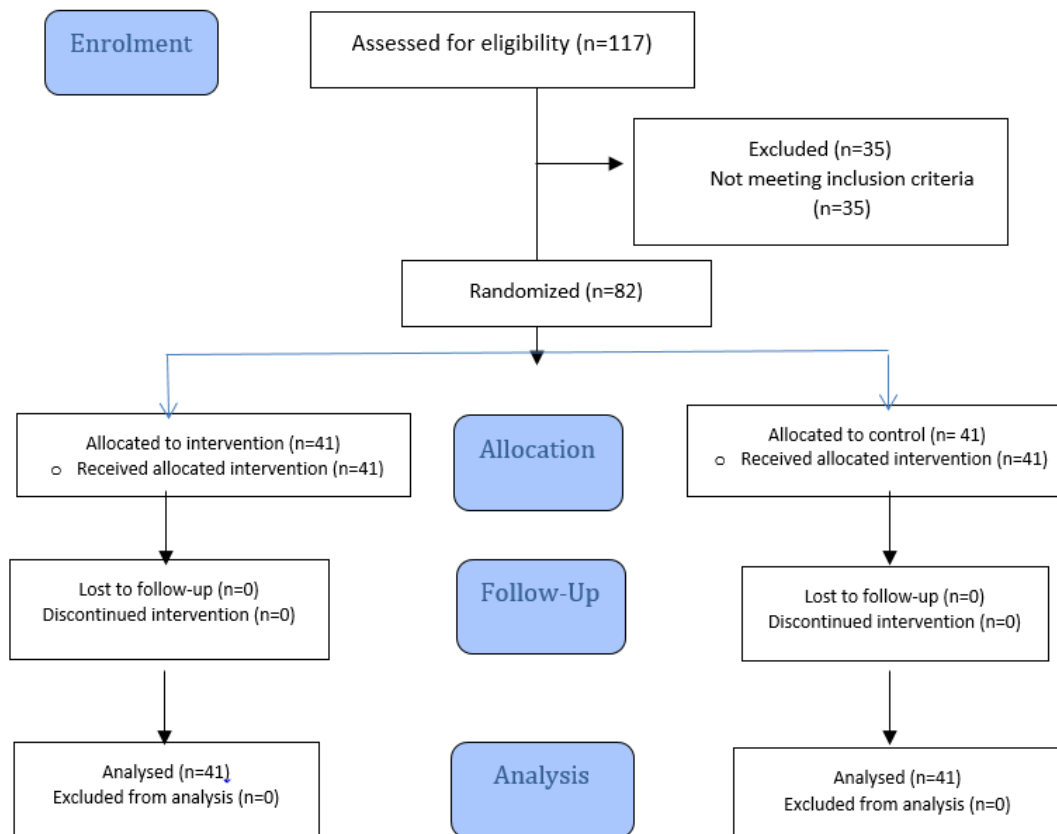 Enrolment
Assessed for eligibility (n=117)
Excluded (n=35)
Not meeting inclusion criteria
(n=35)
Randomized (n=82)
Allocated to intervention (n=41)
o Received allocated intervention (n=41)
Allocation
Allocated to control (n= 41)
o Received allocated intervention (n=41)
Lost to follow-up (n=0)
Discontinued intervention (n=0)
Follow-Up
Lost to follow-up (n=0)
Discontinued intervention (n=0)
Analysed (n=41)
Excluded from analysis (n=0)
Analysis
Analysed (n=41)
Excluded from analysis (n=0)